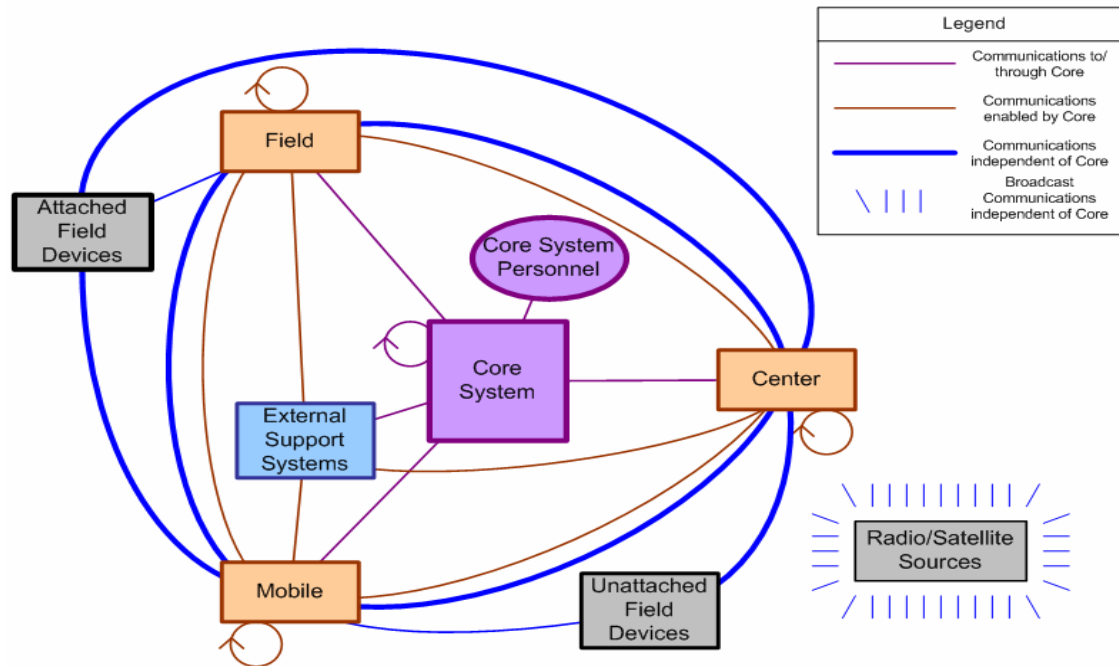 Legend
Communications to/
through Core
Communications
enabled by Core
Communications
independent of Core
Broadcast
Communications
independent of Core
Field
Attached
Field
Devices
Core System
Personnel
Core
System
Center
External
Support
Systems
Radio/Satellite
Sources
Mobile
Unattached
Field
Devices